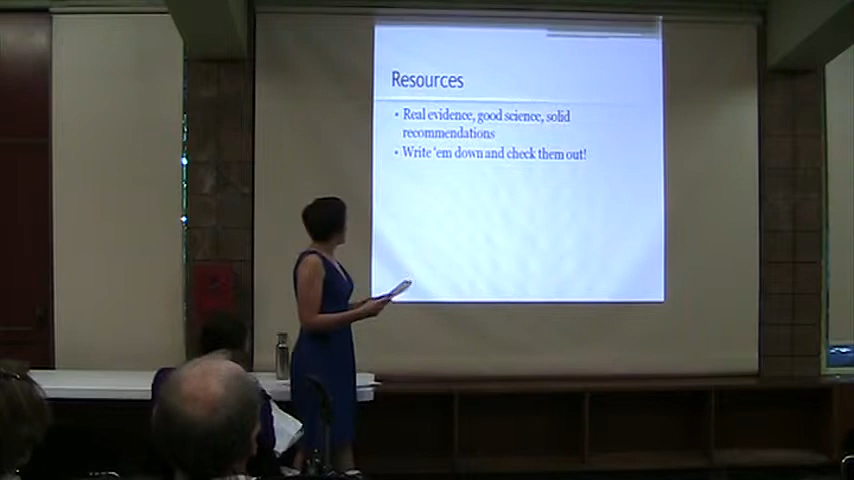 Resources
• Real evidence, good science, solid
recommendations
• Write 'em down and check them out!